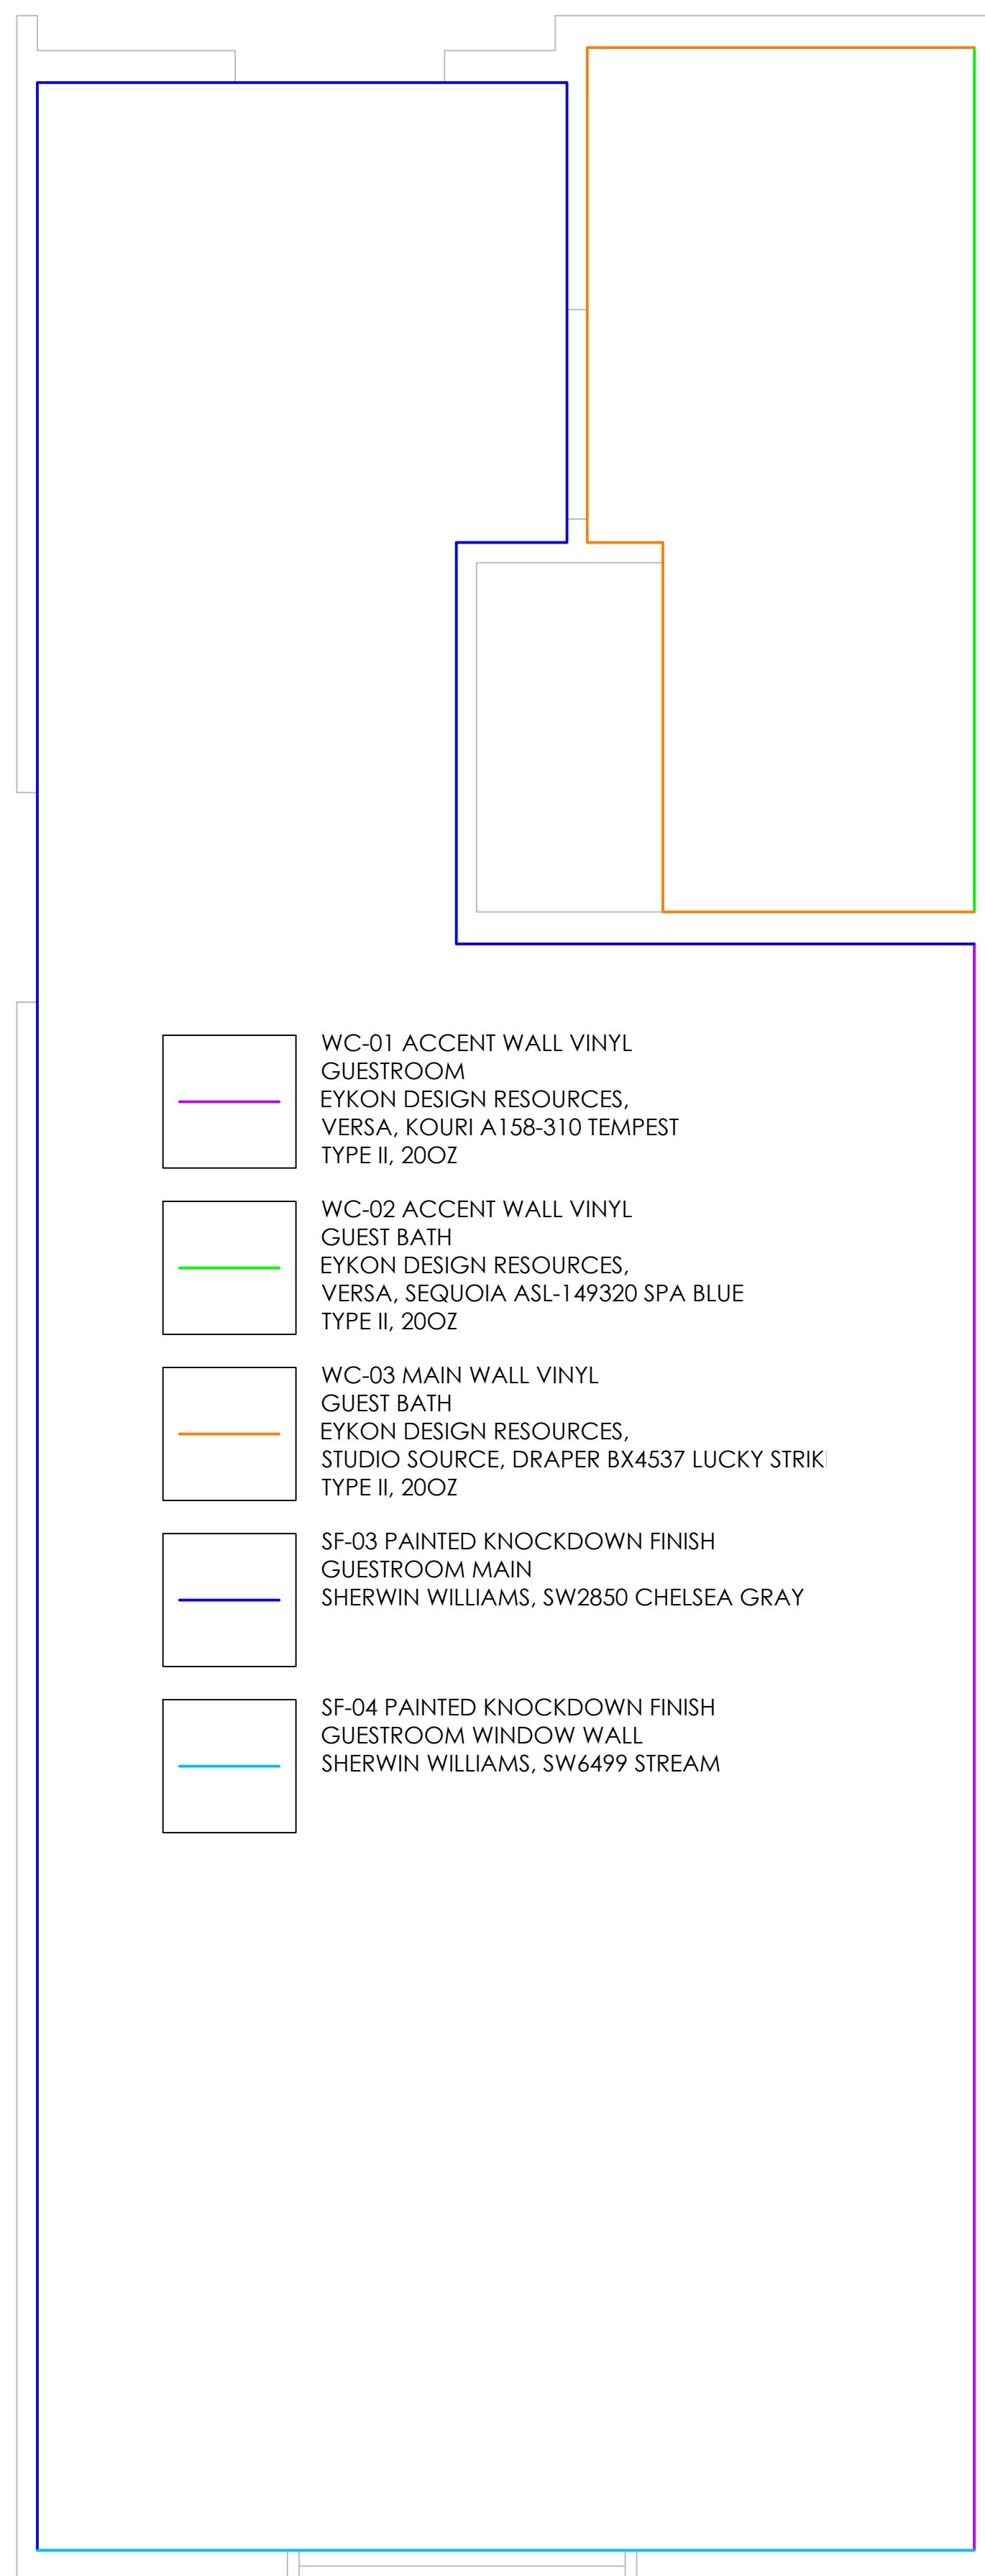 WC-01 ACCENT WALL VINYL
GUESTROOM
EYKON DESIGN RESOURCES,
VERSA, KOURI A158-310 TEMPEST
TYPE II, 20OZ
WC-02 ACCENT WALL VINYL
GUEST BATH
EYKON DESIGN RESOURCES,
VERSA, SEQUOIA ASL-149320 SPA BLUE
TYPE II, 20OZ
WC-03 MAIN WALL VINYL
GUEST BATH
EYKON DESIGN RESOURCES,
STUDIO SOURCE, DRAPER BX4537 LUCKY
TYPE II, 20OZ
SF-03 PAINTED KNOCKDOWN FINISH
GUESTROOM MAIN
SHERWIN WILLIAMS, SW2850 CHELSEA GRAY
SF-04 PAINTED KNOCKDOWN FINISH
GUESTROOM WINDOW WALL
SHERWIN WILLIAMS, SW6499 STREAM